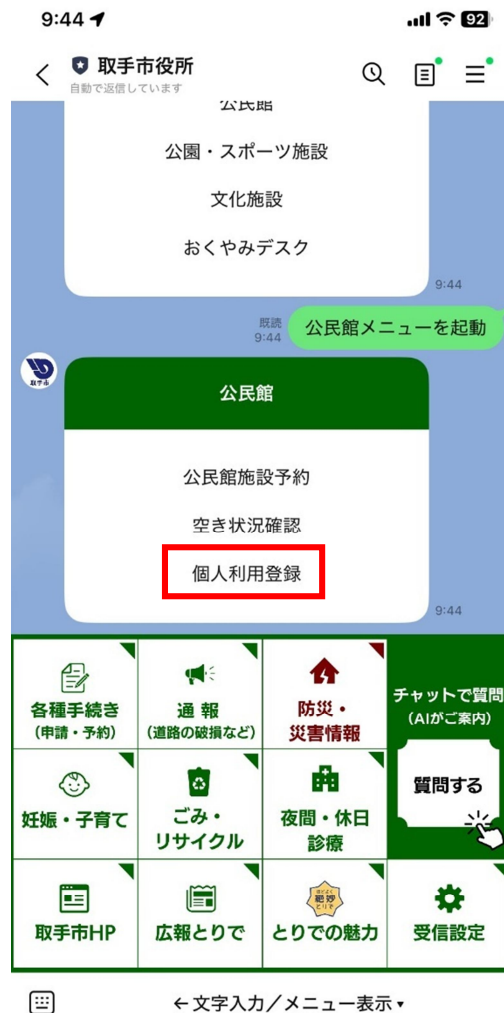 9:44
92
取手市役所
自動で返信しています
公民館
公園・スポーツ施設
文化施設
おくやみデスク
9:44
既読
9:44
公民館メニューを起動
取手市
公民館
公民館施設予約
空き状況確認
個人利用登録
9:44
各種手続き
(申請・予約)
通 報
(道路の破損など)
防災・
災害情報
チャットで質問
(AIがご案内)
質問する
妊娠・子育て
ごみ・
リサイクル
夜間・休日
診療
取手市HP
広報とりで
ほどよく
絶妙
とりで
とりでの魅力
受信設定
←文字入力/メニュー表示▾